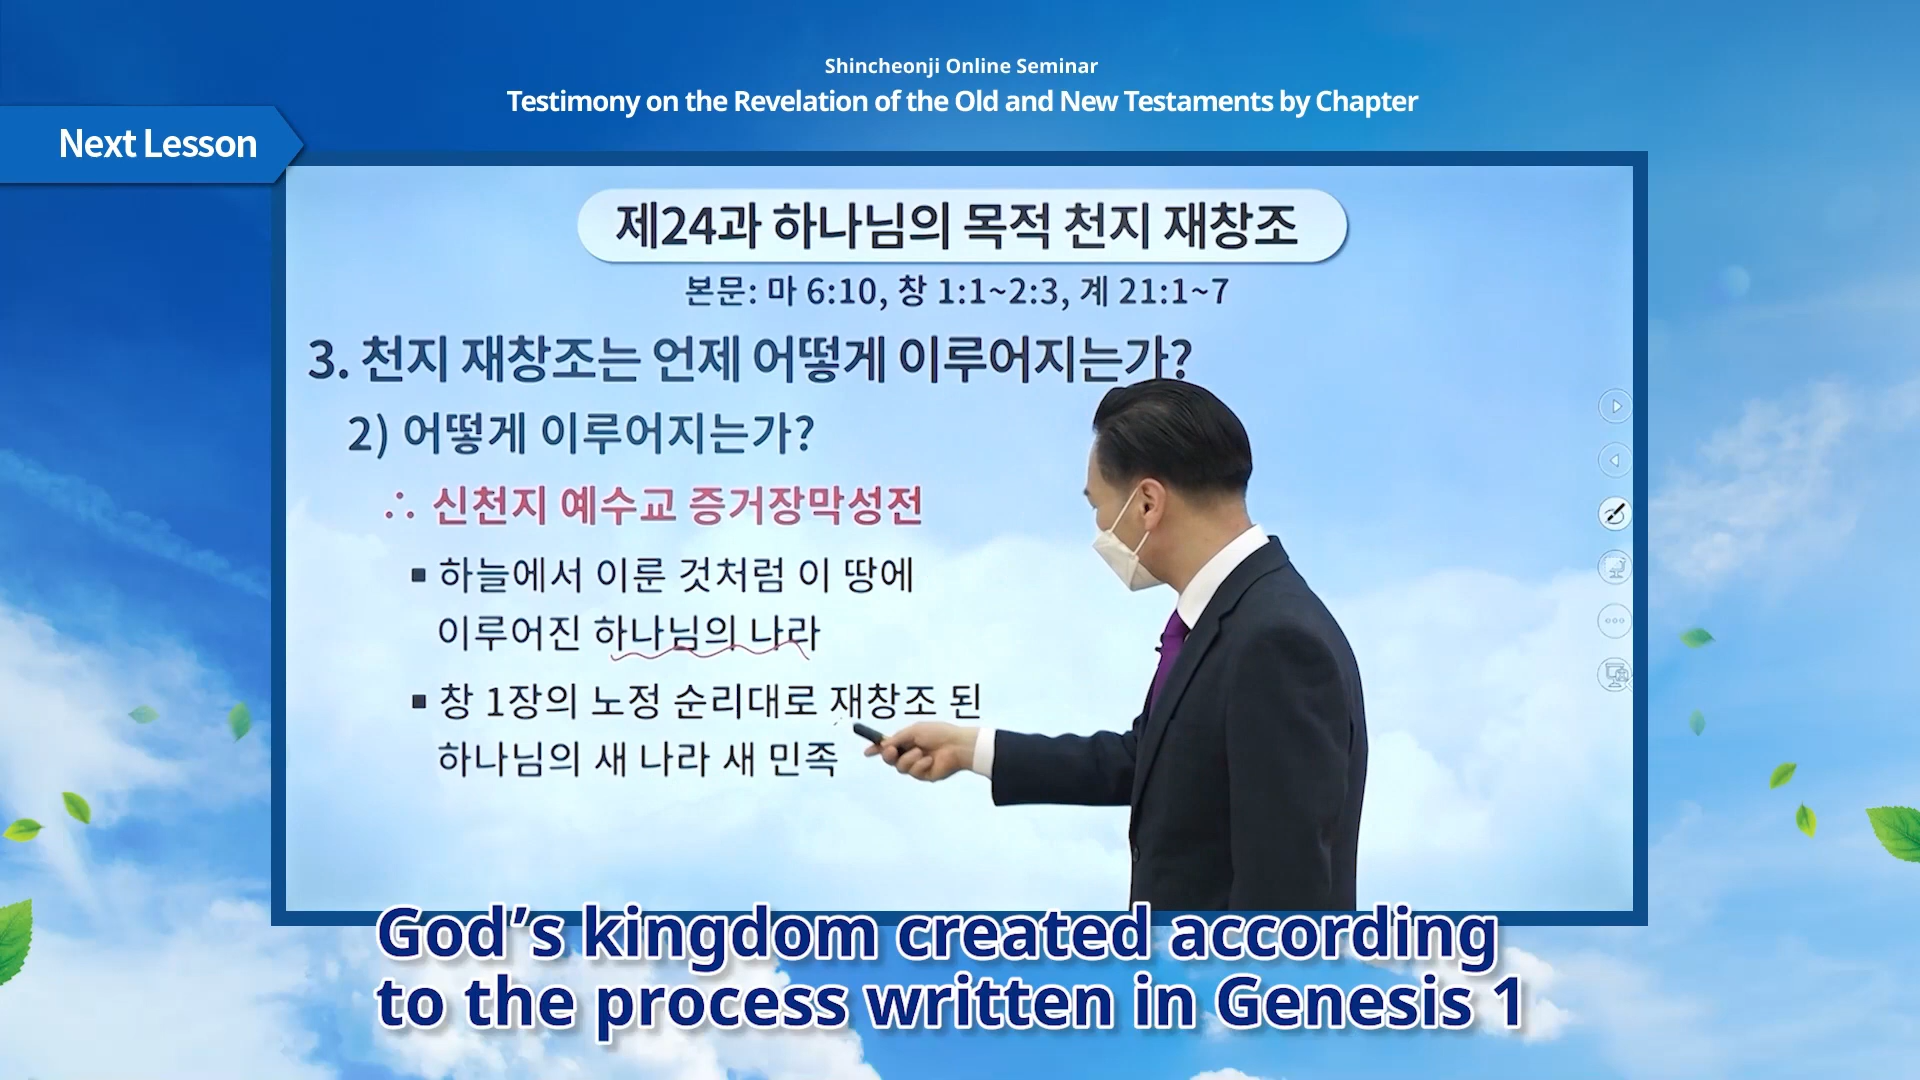 Shincheonji Online Seminar
Testimony on the Revelation of the Old and New Testaments by Chapter
Next Lesson
제24과 하나님의 목적 천지 재창조
본문: 마 6:10, 창 1:1~2:3, 계 21:1~7
3. 천지 재창조는 언제 어떻게 이루어지는가?
2) 어떻게 이루어지는가?
∴ 신천지 예수교 증거장막성전
▪ 하늘에서 이룬 것처럼 이 땅에
이루어진 하나님의 나라
▪ 창 1장의 노정 순리대로 재창조 된
하나님의 새 나라 새 민족
God’s kingdom created according
to the process written in Genesis 1